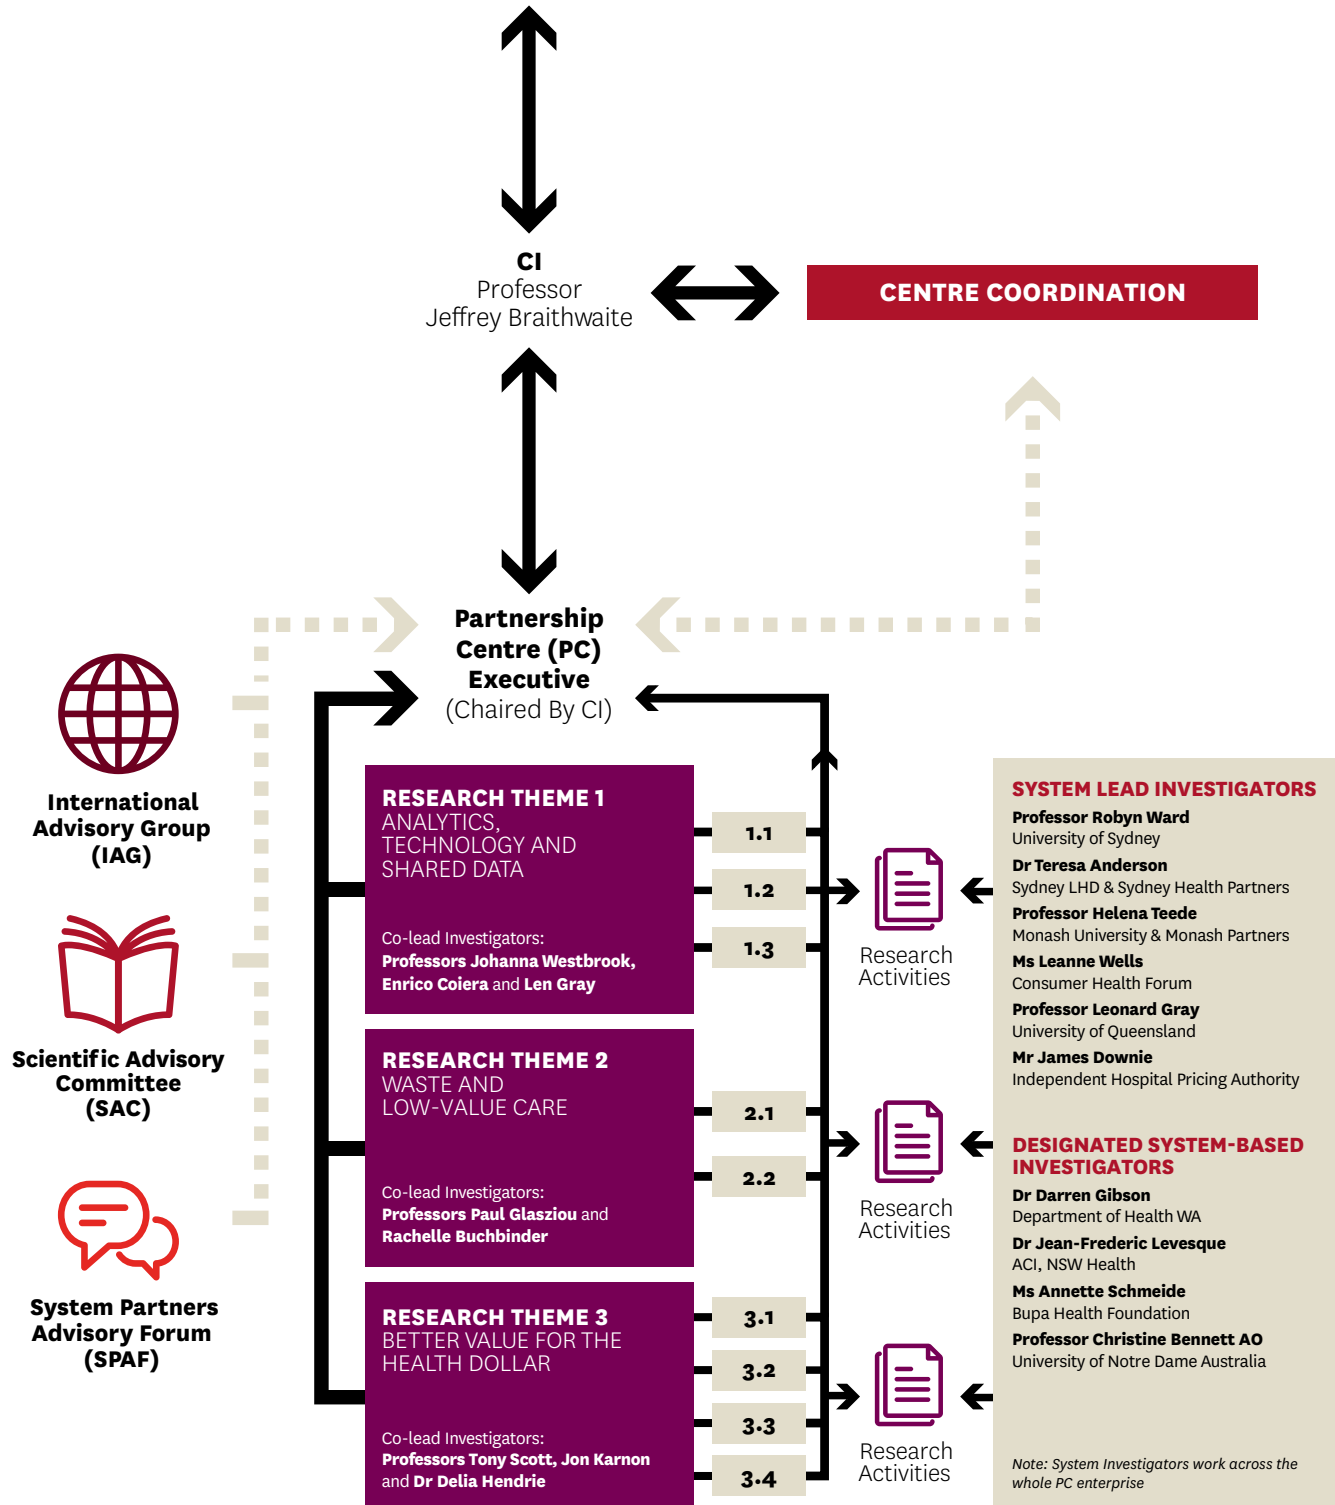 CI
Professor
Jeffrey Braithwaite
CENTRE COORDINATION
Partnership
Centre (PC)
Executive
(Chaired By CI)
International
Advisory Group
(IAG)
Scientific Advisory
Committee
(SAC)
System Partners
Advisory Forum
(SPAF)
RESEARCH THEME 1
ANALYTICS,
TECHNOLOGY AND
SHARED DATA
Co-lead Investigators:
Professors Johanna Westbrook,
Enrico Coiera and Len Gray
1.1
1.2
1.3
Research
Activities
RESEARCH THEME 2
WASTE AND
LOW-VALUE CARE
Co-lead Investigators:
Professors Paul Glasziou and
Rachelle Buchbinder
2.1
2.2
Research
Activities
RESEARCH THEME 3
BETTER VALUE FOR THE
HEALTH DOLLAR
Co-lead Investigators:
Professors Tony Scott, Jon Karnon
and Dr Delia Hendrie
3.1
3.2
3.3
3.4
Research
Activities
SYSTEM LEAD INVESTIGATORS
Professor Robyn Ward
University of Sydney
Dr Teresa Anderson
Sydney LHD & Sydney Health Partners
Professor Helena Teede
Monash University & Monash Partners
Ms Leanne Wells
Consumer Health Forum
Professor Leonard Gray
University of Queensland
Mr James Downie
Independent Hospital Pricing Authority
DESIGNATED SYSTEM-BASED
INVESTIGATORS
Dr Darren Gibson
Department of Health WA
Dr Jean-Frederic Levesque
ACI, NSW Health
Ms Annette Schmeide
Bupa Health Foundation
Professor Christine Bennett AO
University of Notre Dame Australia
Note: System Investigators work across the
whole PC enterprise